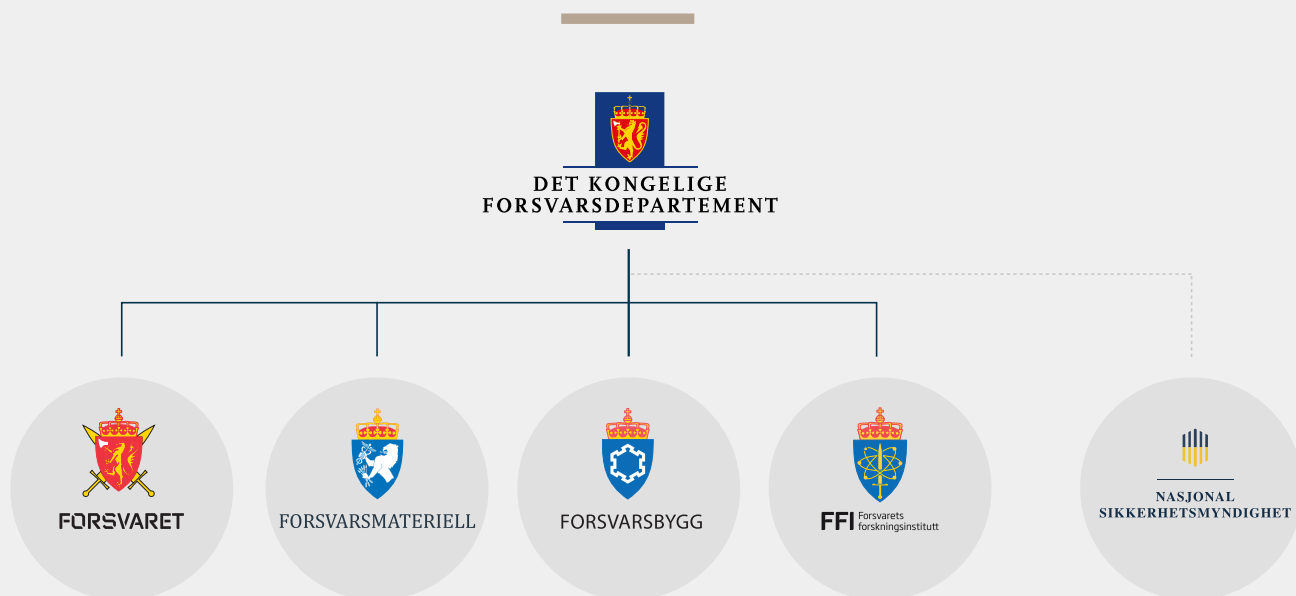 DET KONGELIGE
FORSVARSDEPARTEMENT
FORSVARET
FORSVARSMATERIELL
FORSVARSBYGG
FFI Forsvarets
forskningsinstitutt
NASJONAL
SIKKERHETSMYNDIGHET